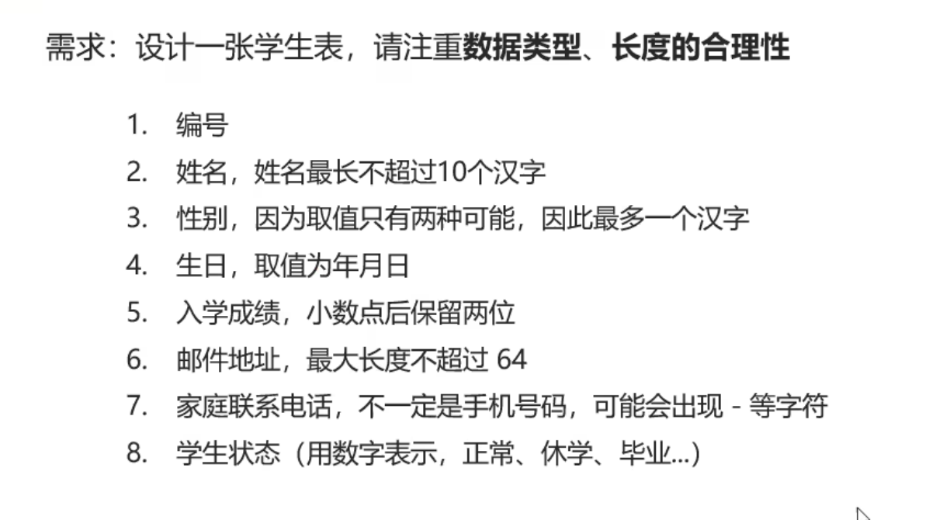 需求：设计一张学生表，请注重数据类型、长度的合理性
1. 编号
2. 姓名，姓名最长不超过10个汉字
3. 性别，因为取值只有两种可能，因此最多一个汉字
4. 生日，取值为年月日
5. 入学成绩，小数点后保留两位
6. 邮件地址，最大长度不超过 64
7. 家庭联系电话，不一定是手机号码，可能会出现 - 等字符
8. 学生状态（用数字表示，正常、休学、毕业...）